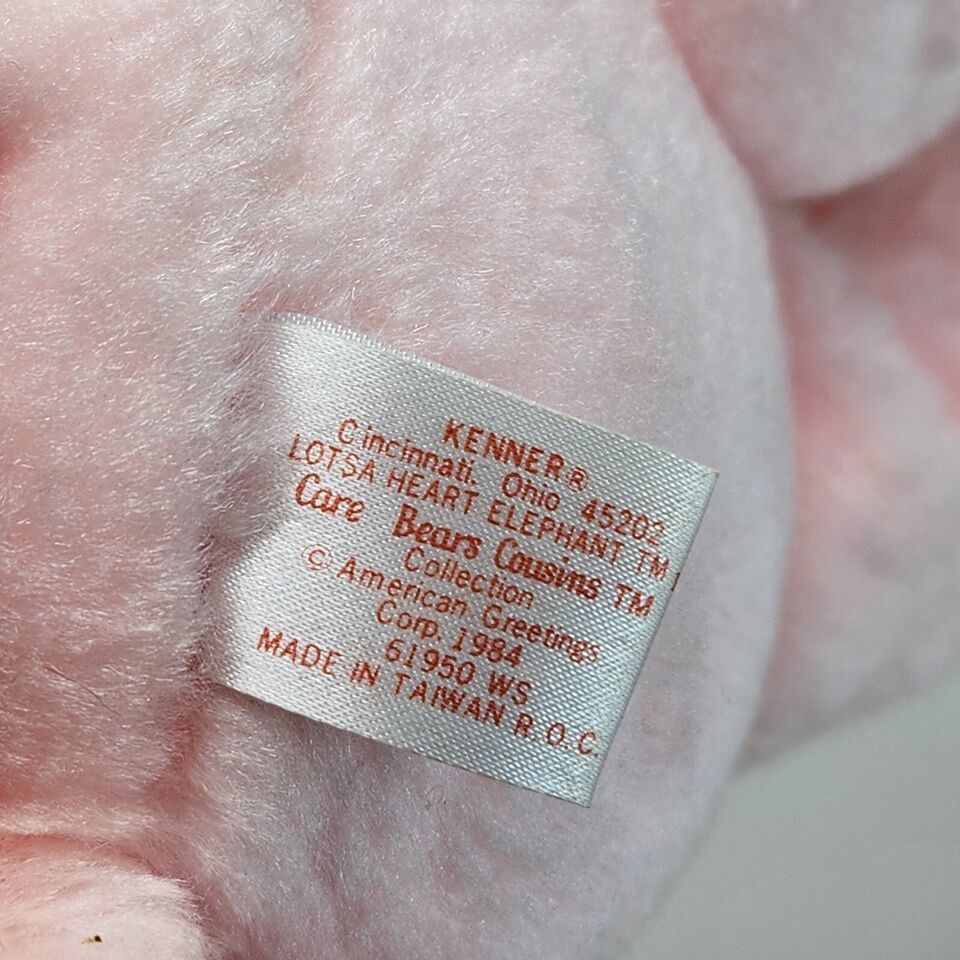 KENNER®
Cincinnati, Ohio 45202
LOTSA HEART ELEPHANT TM
Care Bears Cousins TM
Collection
© American Greetings
Corp. 1984
61950 WS
MADE IN TAIWAN R.O.C.